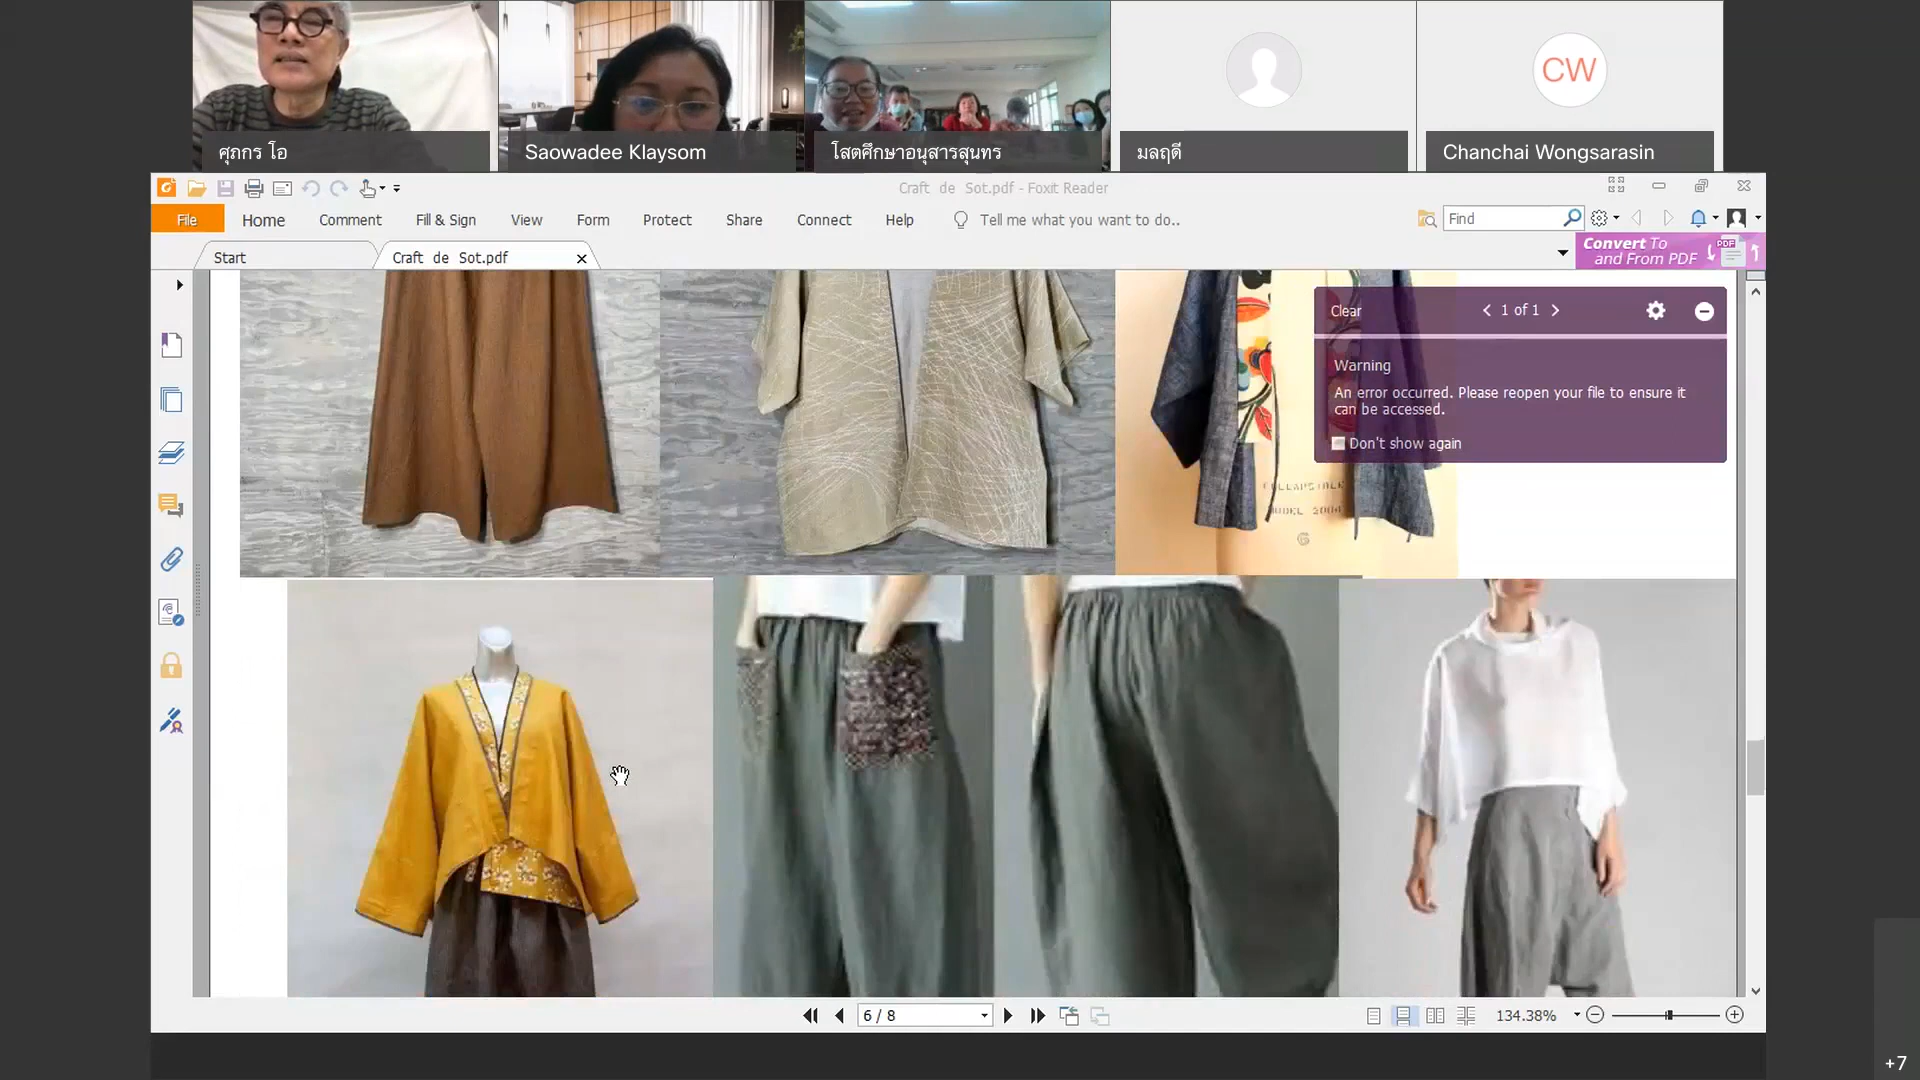 ศุภกร โอ
Saowadee Klaysom
โสตศึกษาอนุสารสุนทร
มลฤดี
CW
Chanchai Wongsarasin
Craft de Sot.pdf - Foxit Reader
File Home Comment Fill & Sign View Form Protect Share Connect Help Tell me what you want to do.. Find
Start Craft de Sot.pdf
Convert To
and From PDF
PDF
Clear 1 of 1
Warning
An error occurred. Please reopen your file to ensure it
can be accessed.
Don't show again
MODEL 2004
6 / 8
134.38%
+7